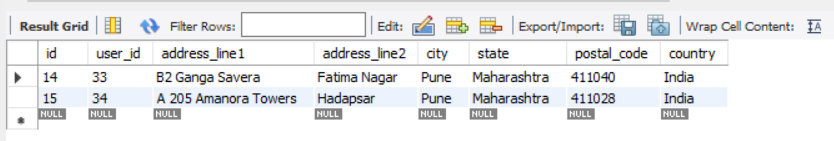 Result Grid Filter Rows: Edit: Export/Import: Wrap Cell Content: IA
id user_id address_line1 address_line2 city state postal_code country
14 33 B2 Ganga Savera Fatima Nagar Pune Maharashtra 411040 India
15 34 A 205 Amanora Towers Hadapsar Pune Maharashtra 411028 India
NULL NULL NULL NULL NULL NULL NULL NULL